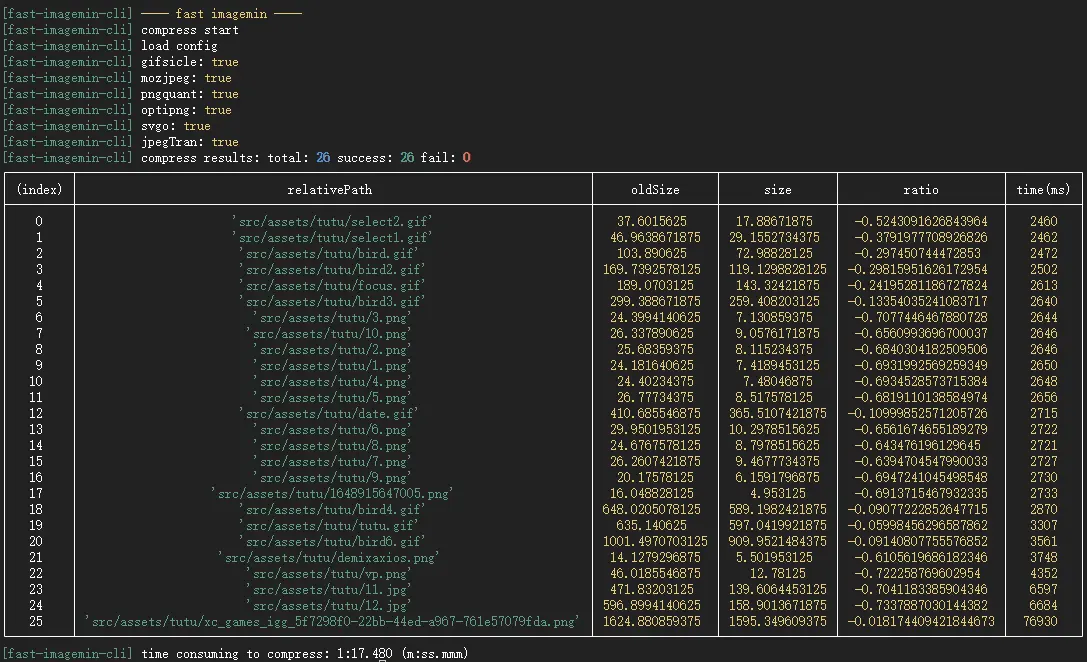 [fast-imagemin-cli] —— fast imagemin ——
[fast-imagemin-cli] compress start
[fast-imagemin-cli] load config
[fast-imagemin-cli] gifsicle: true
[fast-imagemin-cli] mozjpeg: true
[fast-imagemin-cli] pngquant: true
[fast-imagemin-cli] optipng: true
[fast-imagemin-cli] svgo: true
[fast-imagemin-cli] jpegTran: true
[fast-imagemin-cli] compress results: total: 26 success: 26 fail: 0
(index) relativePath oldSize size ratio time(ms)
0 'src/assets/tutu/select2.gif' 37.6015625 17.88671875 -0.5243091626843964 2460
1 'src/assets/tutu/select1.gif' 46.9638671875 29.1552734375 -0.3791977708926826 2462
2 'src/assets/tutu/bird.gif' 103.890625 72.98828125 -0.297450744472853 2472
3 'src/assets/tutu/bird2.gif' 169.7392578125 119.1298828125 -0.29815951626172954 2502
4 'src/assets/tutu/focus.gif' 189.0703125 143.32421875 -0.24195281186727824 2613
5 'src/assets/tutu/bird3.gif' 299.388671875 259.408203125 -0.13354035241083717 2640
6 'src/assets/tutu/3.png' 24.3994140625 7.130859375 -0.7077446467880728 2644
7 'src/assets/tutu/10.png' 26.337890625 9.0576171875 -0.6560993696700037 2646
8 'src/assets/tutu/2.png' 25.68359375 8.115234375 -0.6840304182509506 2646
9 'src/assets/tutu/1.png' 24.181640625 7.4189453125 -0.6931992569259349 2650
10 'src/assets/tutu/4.png' 24.40234375 7.48046875 -0.6934528573715384 2648
11 'src/assets/tutu/5.png' 26.77734375 8.517578125 -0.6819110138584974 2656
12 'src/assets/tutu/date.gif' 410.685546875 365.5107421875 -0.10999852571205726 2715
13 'src/assets/tutu/6.png' 29.9501953125 10.2978515625 -0.6561674655189279 2722
14 'src/assets/tutu/8.png' 24.6767578125 8.7978515625 -0.643476196129645 2721
15 'src/assets/tutu/7.png' 26.2607421875 9.4677734375 -0.6394704547990033 2727
16 'src/assets/tutu/9.png' 20.17578125 6.1591796875 -0.6947241045498548 2730
17 'src/assets/tutu/1648915647005.png' 16.048828125 4.953125 -0.6913715467932335 2733
18 'src/assets/tutu/bird4.gif' 648.0205078125 589.1982421875 -0.09077222852647715 2870
19 'src/assets/tutu/tutu.gif' 635.140625 597.0419921875 -0.05998456296587862 3307
20 'src/assets/tutu/bird6.gif' 1001.4970703125 909.9521484375 -0.09140807755576852 3561
21 'src/assets/tutu/demixaxios.png' 14.1279296875 5.501953125 -0.6105619686182346 3748
22 'src/assets/tutu/vp.png' 46.0185546875 12.78125 -0.722258769602954 4352
23 'src/assets/tutu/11.jpg' 471.83203125 139.6064453125 -0.7041183385904346 6597
24 'src/assets/tutu/12.jpg' 596.8994140625 158.9013671875 -0.7337887030144382 6684
25 'src/assets/tutu/xc_games_igg_5f7298f0-22bb-44ed-a967-761e57079fda.png' 1624.880859375 1595.349609375 -0.018174409421844673 76930
[fast-imagemin-cli] time consuming to compress: 1:17.480 (m:ss.mmm)